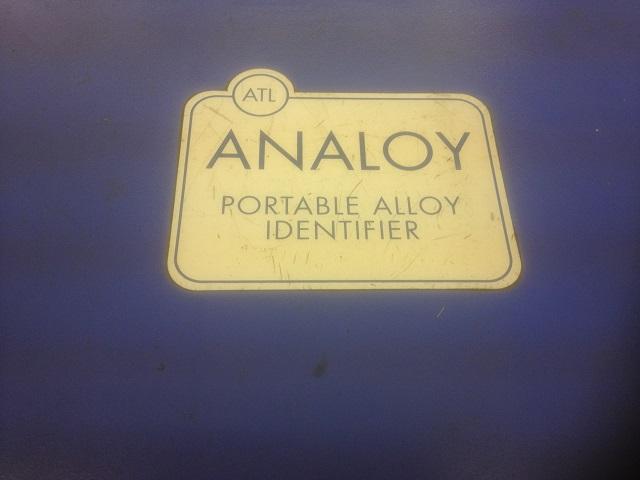 ATL
ANALOY
PORTABLE ALLOY
IDENTIFIER